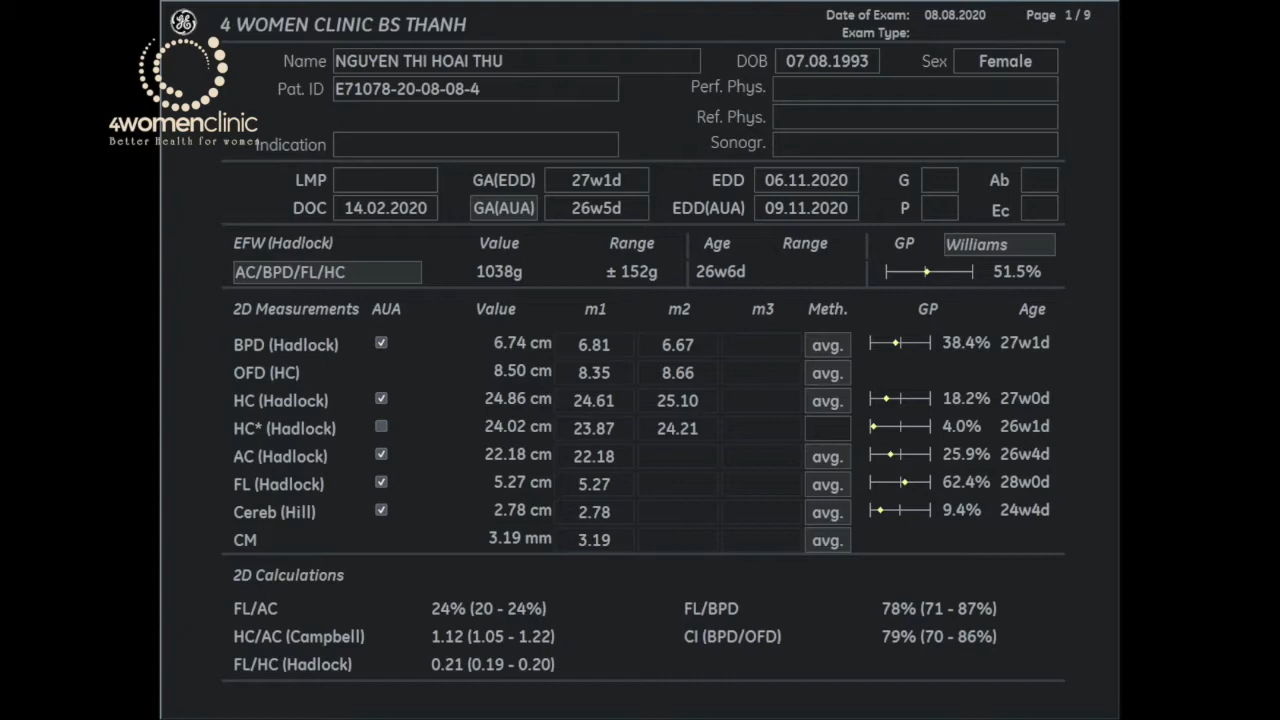 4 WOMEN CLINIC BS THANH
Date of Exam: 08.08.2020 Page 1 / 9
Exam Type:
4womenclinic
Better Health for women
Name NGUYEN THI HOAI THU DOB 07.08.1993 Sex Female
Pat. ID E71078-20-08-08-4 Perf. Phys.
Ref. Phys.
Indication Sonogr.
LMP GA(EDD) 27w1d EDD 06.11.2020 G Ab
DOC 14.02.2020 GA(AUA) 26w5d EDD(AUA) 09.11.2020 P Ec
EFW (Hadlock) Value Range Age Range GP Williams
AC/BPD/FL/HC 1038g ± 152g 26w6d 51.5%
2D Measurements AUA Value m1 m2 m3 Meth. GP Age
BPD (Hadlock) 6.74 cm 6.81 6.67 avg. 38.4% 27w1d
OFD (HC) 8.50 cm 8.35 8.66 avg.
HC (Hadlock) 24.86 cm 24.61 25.10 avg. 18.2% 27w0d
HC* (Hadlock) 24.02 cm 23.87 24.21 4.0% 26w1d
AC (Hadlock) 22.18 cm 22.18 avg. 25.9% 26w4d
FL (Hadlock) 5.27 cm 5.27 avg. 62.4% 28w0d
Cereb (Hill) 2.78 cm 2.78 avg. 9.4% 24w4d
CM 3.19 mm 3.19 avg.
2D Calculations
FL/AC 24% (20 - 24%) FL/BPD 78% (71 - 87%)
HC/AC (Campbell) 1.12 (1.05 - 1.22) CI (BPD/OFD) 79% (70 - 86%)
FL/HC (Hadlock) 0.21 (0.19 - 0.20)